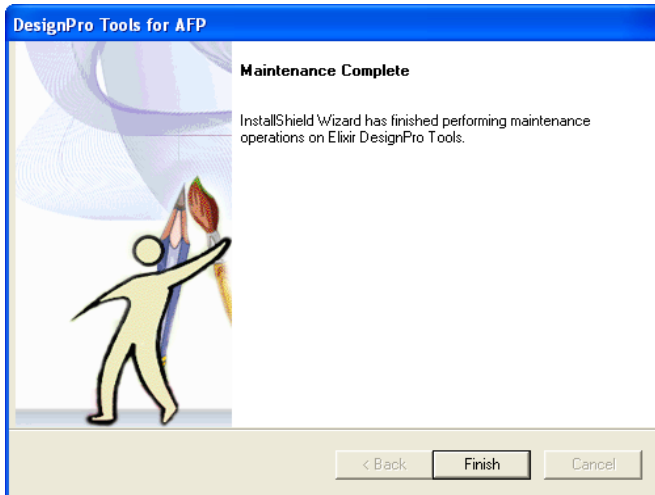 DesignPro Tools for AFP
Maintenance Complete
InstallShield Wizard has finished performing maintenance
operations on Elixir DesignPro Tools.
< Back
Finish
Cancel